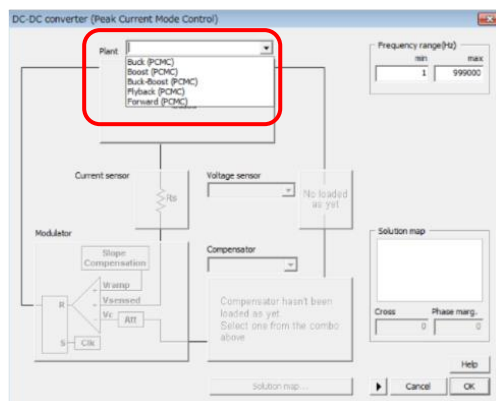 DC-DC converter (Peak Current Mode Control)
Plant
Buck (PCMC)
Boost (PCMC)
Buck-Boost (PCMC)
Flyback (PCMC)
Forward (PCMC)
Frequency range(Hz)
min max
1 999000
Current sensor
Rs
Voltage sensor
No loaded
as yet
Modulator
Slope
Compensation
Vramp
Vsensed
Vc
Att
R
S
Clk
Compensator
Compensator hasn't been
loaded as yet.
Select one from the combo
above
Solution map
Cross Phase marg.
0 0
Help
Solution map ...
Cancel OK